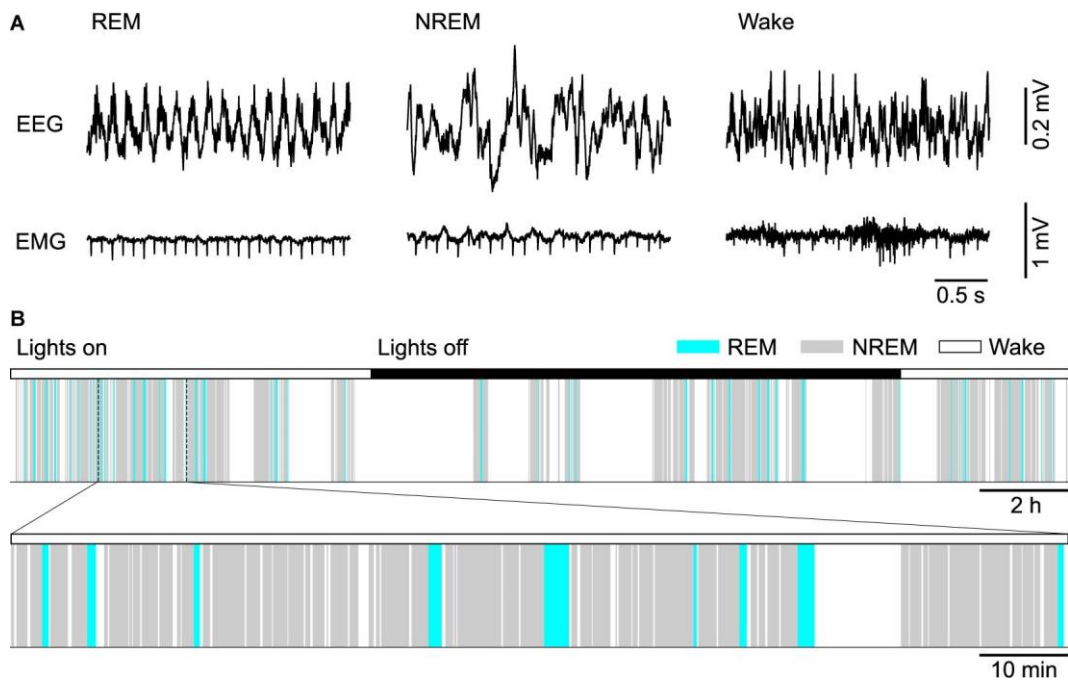 A
REM NREM Wake
EEG
0.2 mV
EMG
1 mV
0.5 s
B
Lights on Lights off REM NREM Wake
2 h
10 min